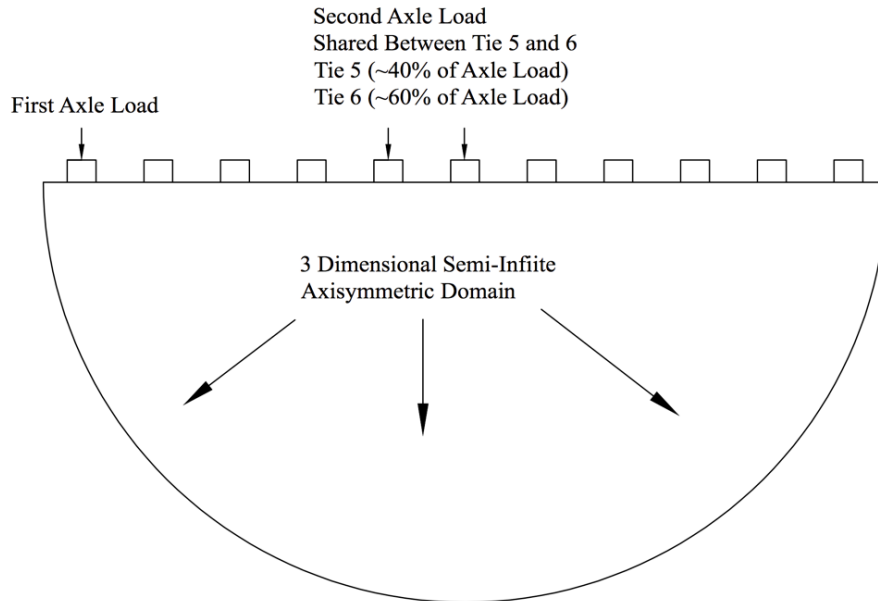 Second Axle Load
Shared Between Tie 5 and 6
Tie 5 (~40% of Axle Load)
Tie 6 (~60% of Axle Load)
First Axle Load
3 Dimensional Semi-Infiite
Axisymmetric Domain